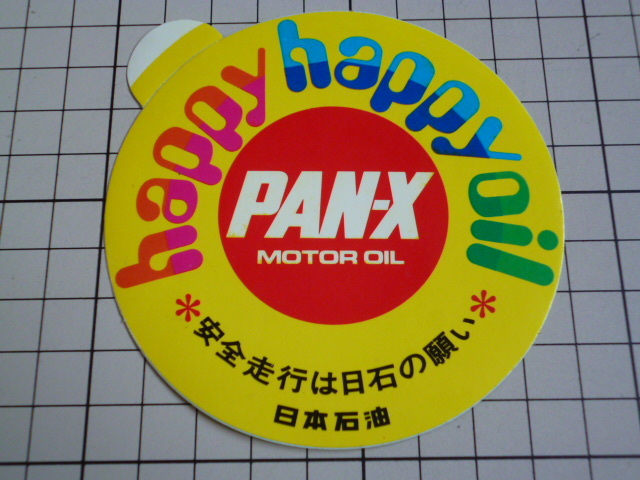 happy happy oil
PAN-X
MOTOR OIL
*安全走行は日石の願い*
日本石油